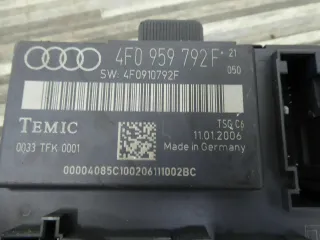 4F0 959 792F 21
SW: 4F0910792F 050
TEMIC TSG C6
11.01.2006
0033 TFK 0001 Made in Germany
00004085C100206111002BC